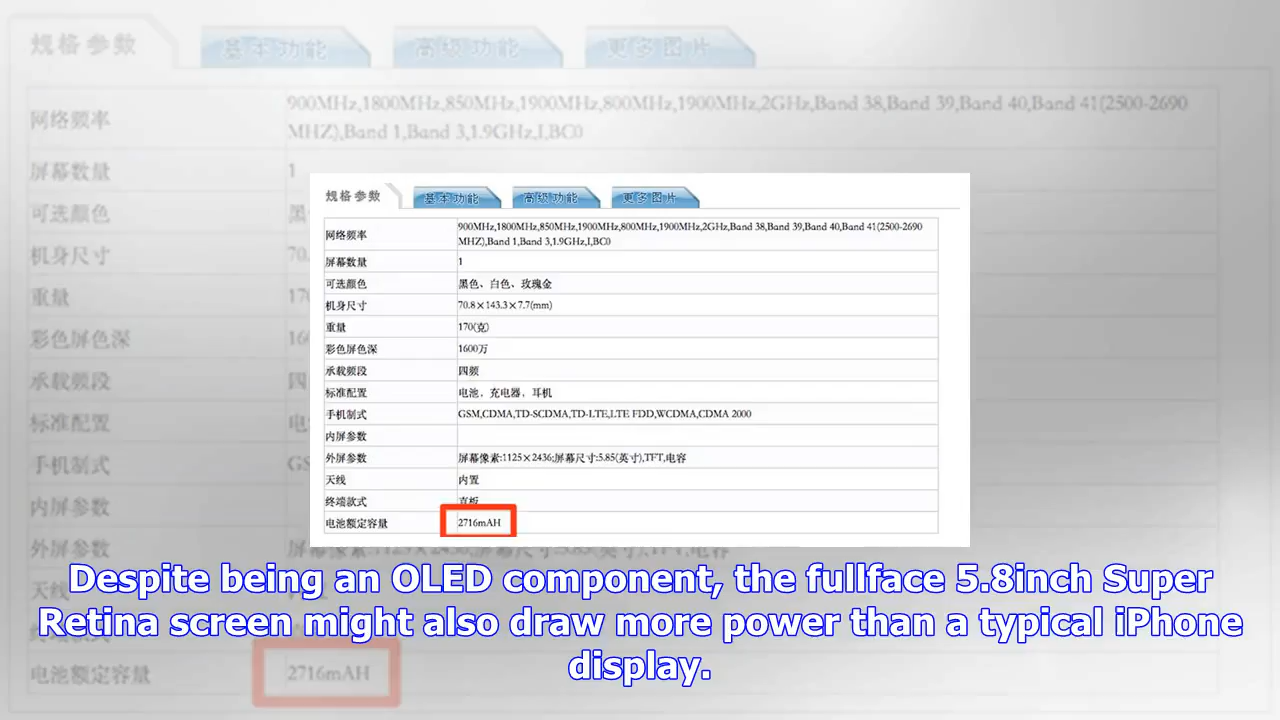 规格参数 基本功能 高级功能 更多图片
网络频率 900MHz,1800MHz,850MHz,1900MHz,800MHz,1900MHz,2GHz,Band 38,Band 39,Band 40,Band 41(2500-2690
MHZ),Band 1,Band 3,1.9GHz,I,BC0
屏幕数量 1
可选颜色 黑色、白色、玫瑰金
机身尺寸 70.8×143.3×7.7(mm)
重量 170(克)
彩色屏色深 1600万
承载频段 四频
标准配置 电池，充电器，耳机
手机制式 GSM,CDMA,TD-SCDMA,TD-LTE,LTE FDD,WCDMA,CDMA 2000
内屏参数
外屏参数 屏幕像素:1125×2436;屏幕尺寸:5.85(英寸),TFT,电容
天线 内置
终端款式 直板
电池额定容量 2716mAH
Despite being an OLED component, the fullface 5.8inch Super
Retina screen might also draw more power than a typical iPhone
display.